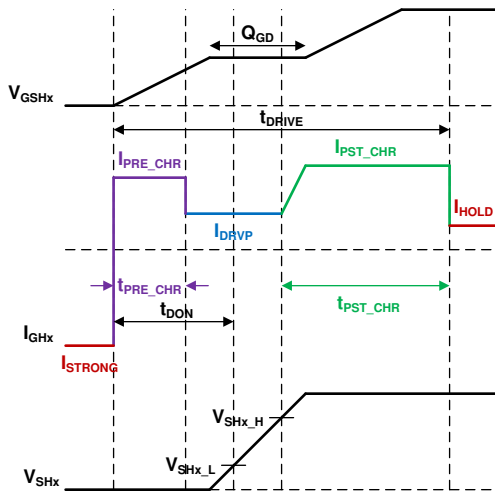 QGD
VGSHx
tDRIVE
IPRE_CHR
IPST_CHR
IHOLD
IDRVP
tPRE_CHR
tPST_CHR
tDON
IGHx
ISTRONG
VSHx_H
VSHx_L
VSHx